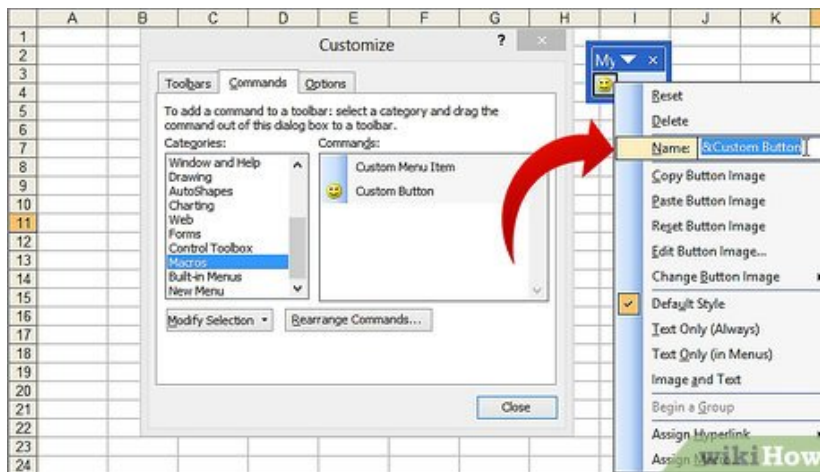 A B C D E F G H I J K
1
2
3
4
5
6
7
8
9
10
11
12
13
14
15
16
17
18
19
20
21
22
23
24
Customize ? ×
Toolbars Commands Options
To add a command to a toolbar: select a category and drag the
command out of this dialog box to a toolbar.
Categories:
Window and Help
Drawing
AutoShapes
Charting
Web
Forms
Control Toolbox
Macros
Built-in Menus
New Menu
Commands:
Custom Menu Item
Custom Button
Modify Selection
Rearrange Commands...
Close
My ×
Reset
Delete
Name: &Custom Button
Copy Button Image
Paste Button Image
Reset Button Image
Edit Button Image...
Change Button Image
Default Style
Text Only (Always)
Text Only (in Menus)
Image and Text
Begin a Group
Assign Hyperlink
Assign
wikiHow